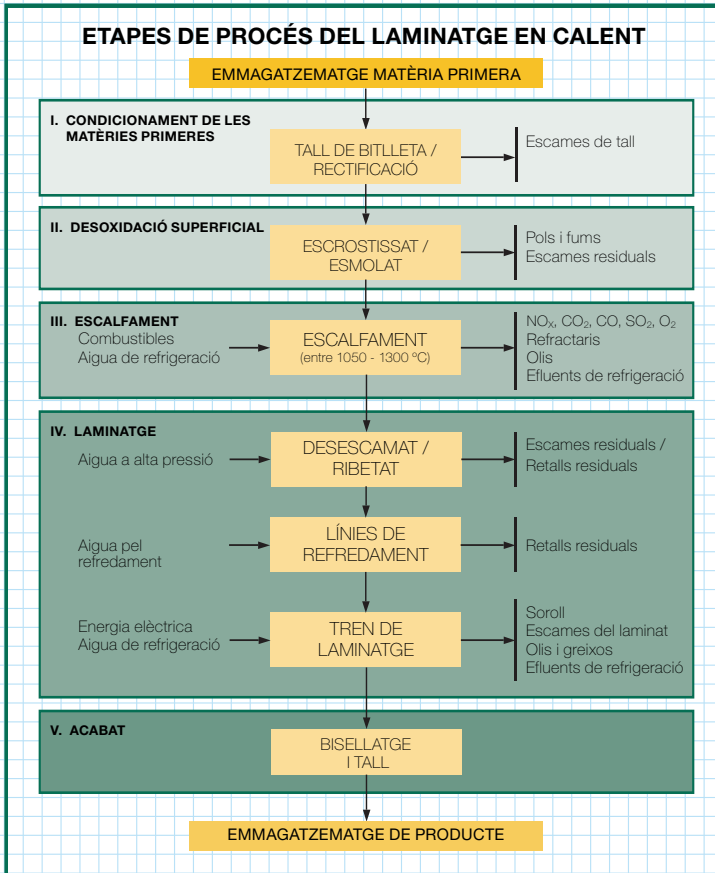 ETAPES DE PROCÉS DEL LAMINATGE EN CALENT
EMMAGATZEMATGE MATÈRIA PRIMERA
I. CONDICIONAMENT DE LES
MATÈRIES PRIMERES
TALL DE BITLLETA /
RECTIFICACIÓ
Escames de tall
II. DESOXIDACIÓ SUPERFICIAL
ESCROSTISSAT /
ESMOLAT
Pols i fums
Escames residuals
III. ESCALFAMENT
Combustibles
Aigua de refrigeració
ESCALFAMENT
(entre 1050 - 1300 ºC)
NOX, CO2, CO, SO2, O2
Refractaris
Olis
Efluents de refrigeració
IV. LAMINATGE
Aigua a alta pressió
DESESCAMAT /
RIBETAT
Escames residuals /
Retalls residuals
Aigua pel
refredament
LÍNIES DE
REFREDAMENT
Retalls residuals
Energia elèctrica
Aigua de refrigeració
TREN DE
LAMINATGE
Soroll
Escames del laminat
Olis i greixos
Efluents de refrigeració
V. ACABAT
BISELLATGE
I TALL
EMMAGATZEMATGE DE PRODUCTE